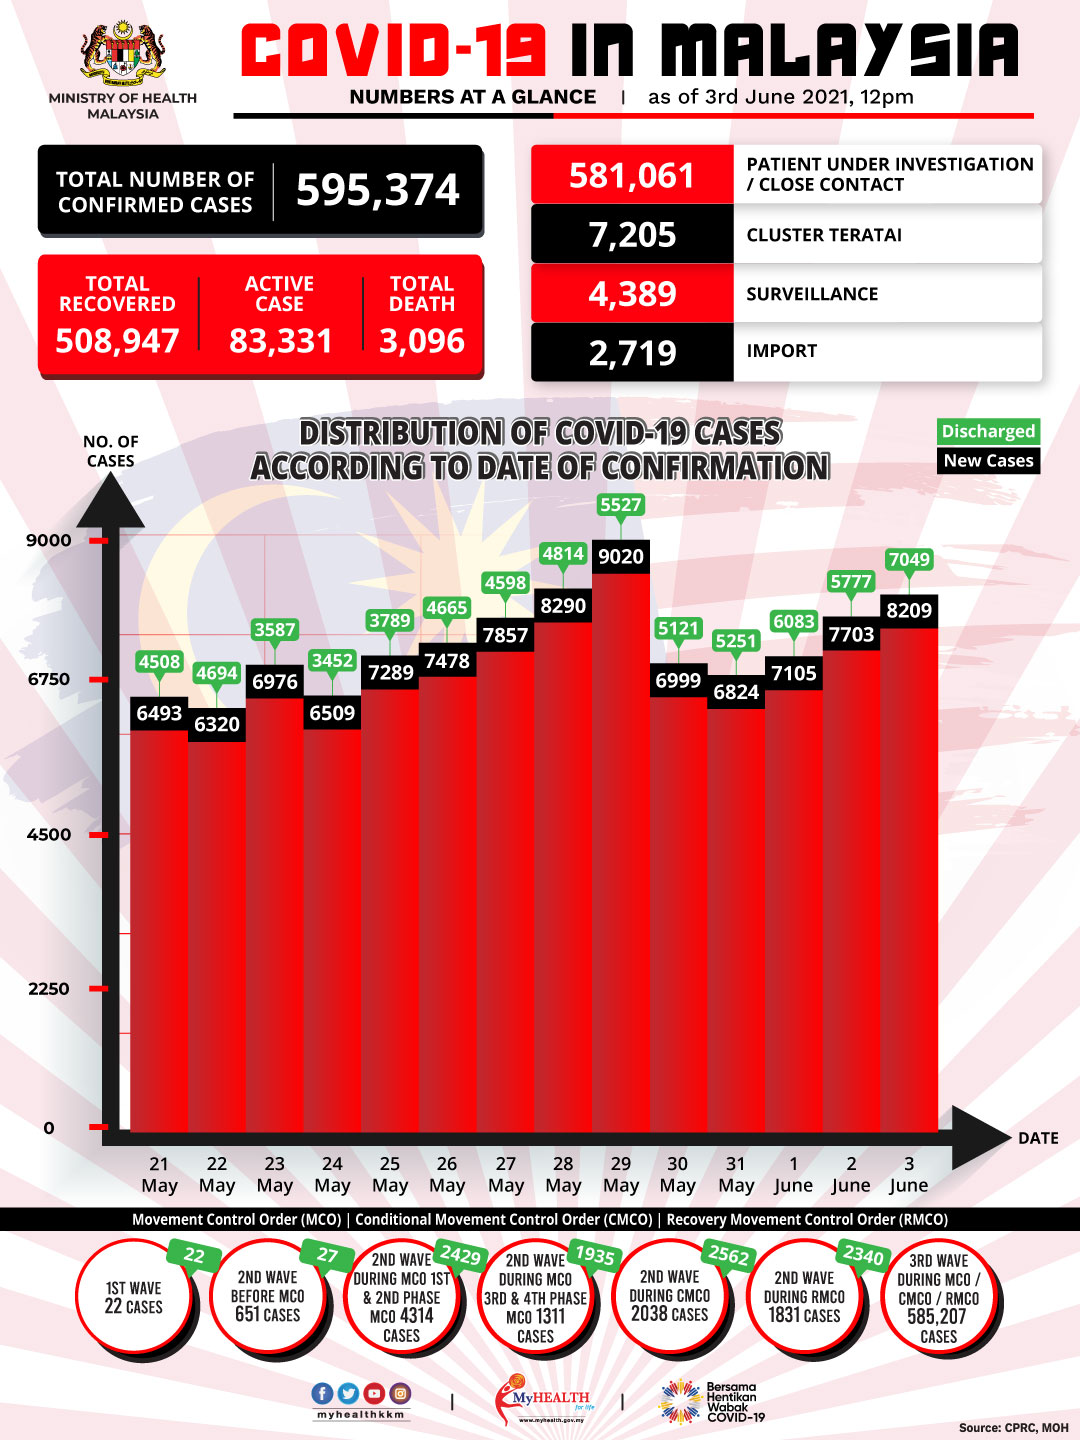 COVID-19 IN MALAYSIA
MINISTRY OF HEALTH
MALAYSIA
NUMBERS AT A GLANCE | as of 3rd June 2021, 12pm
TOTAL NUMBER OF
CONFIRMED CASES
595,374
TOTAL
RECOVERED
508,947
ACTIVE
CASE
83,331
TOTAL
DEATH
3,096
581,061
PATIENT UNDER INVESTIGATION
/ CLOSE CONTACT
7,205 CLUSTER TERATAI
4,389 SURVEILLANCE
2,719 IMPORT
DISTRIBUTION OF COVID-19 CASES
ACCORDING TO DATE OF CONFIRMATION
Discharged
New Cases
NO. OF
CASES
9000
6750
4500
2250
0
4508
6493
4694
6320
3587
6976
3452
6509
3789
7289
4665
7478
4598
7857
4814
8290
5527
9020
5121
6999
5251
6824
6083
7105
5777
7703
7049
8209
21
May
22
May
23
May
24
May
25
May
26
May
27
May
28
May
29
May
30
May
31
May
1
June
2
June
3
June
DATE
Movement Control Order (MCO) | Conditional Movement Control Order (CMCO) | Recovery Movement Control Order (RMCO)
22
1ST WAVE
22 CASES
27
2ND WAVE
BEFORE MCO
651 CASES
2429
2ND WAVE
DURING MCO 1ST
& 2ND PHASE
MCO 4314
CASES
1935
2ND WAVE
DURING MCO
3RD & 4TH PHASE
MCO 1311
CASES
2562
2ND WAVE
DURING CMCO
2038 CASES
2340
2ND WAVE
DURING RMCO
1831 CASES
3RD WAVE
DURING MCO /
CMCO / RMCO
585,207
CASES
myhealthkkm
MyHEALTH
for life
www.myhealth.gov.my
Bersama
Hentikan
Wabak
COVID-19
Source: CPRC, MOH